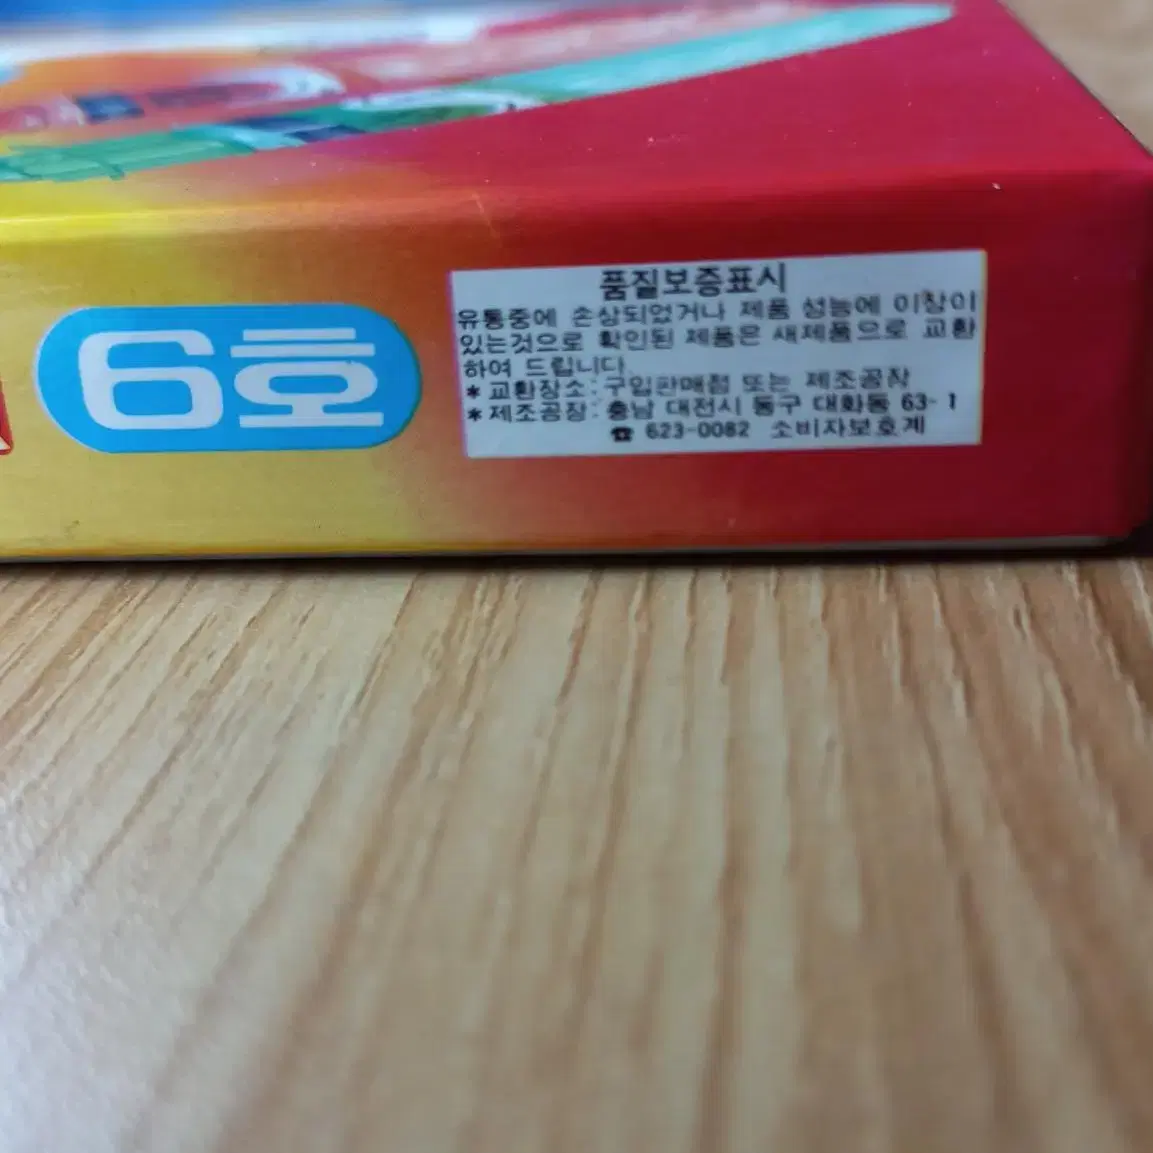 6호
품질보증표시
유통중에 손상되었거나 제품 성능에 이상이
있는것으로 확인된 제품은 새제품으로 교환
하여 드립니다.
* 교환장소 : 구입판매점 또는 제조공장
* 제조공장 : 충남 대전시 동구 대화동 63-1
☎ 623-0082 소비자보호계